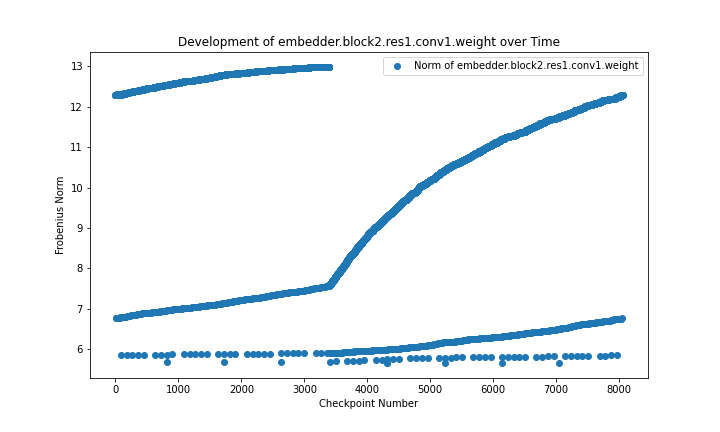 Development of embedder.block2.res1.conv1.weight over Time
Norm of embedder.block2.res1.conv1.weight
Frobenius Norm
13
12
11
10
9
8
7
6
0 1000 2000 3000 4000 5000 6000 7000 8000
Checkpoint Number